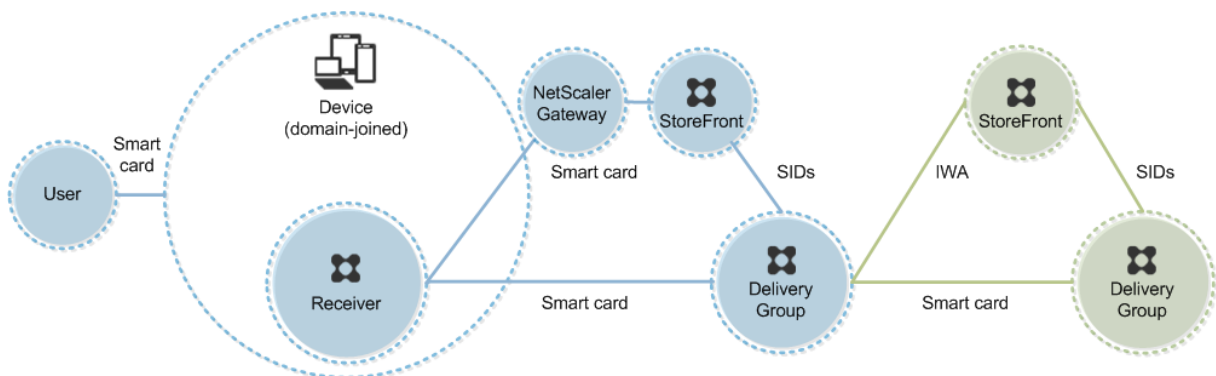 Device
(domain-joined)
NetScaler
Gateway
StoreFront
StoreFront
Smart
card
User
Smart card
SIDs
IWA
SIDs
Receiver
Smart card
Delivery
Group
Smart card
Delivery
Group